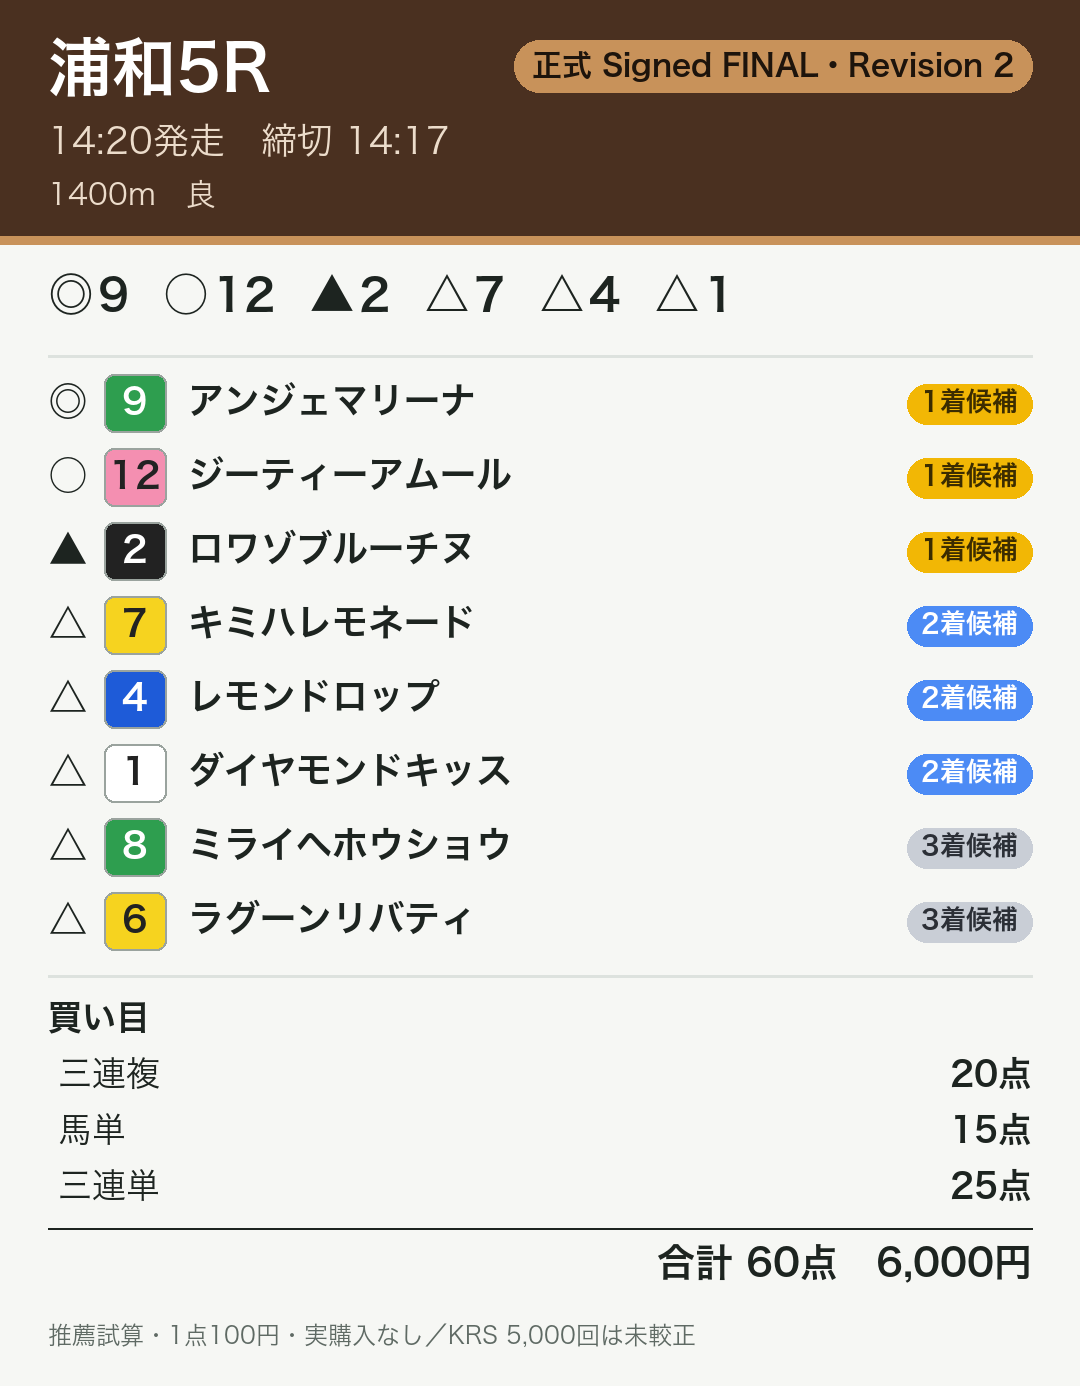 浦和5R
正式 Signed FINAL・Revision 2
14:20発走　締切 14:17
1400m　良
◎9 ○12 ▲2 △7 △4 △1
◎ 9 アンジェマリーナ 1着候補
○ 12 ジーティーアムール 1着候補
▲ 2 ロワゾブルーチヌ 1着候補
△ 7 キミハレモネード 2着候補
△ 4 レモンドロップ 2着候補
△ 1 ダイヤモンドキッス 2着候補
△ 8 ミライヘホウショウ 3着候補
△ 6 ラグーンリバティ 3着候補
買い目
三連複 20点
馬単 15点
三連単 25点
合計 60点　6,000円
推薦試算・1点100円・実購入なし／KRS 5,000回は未較正